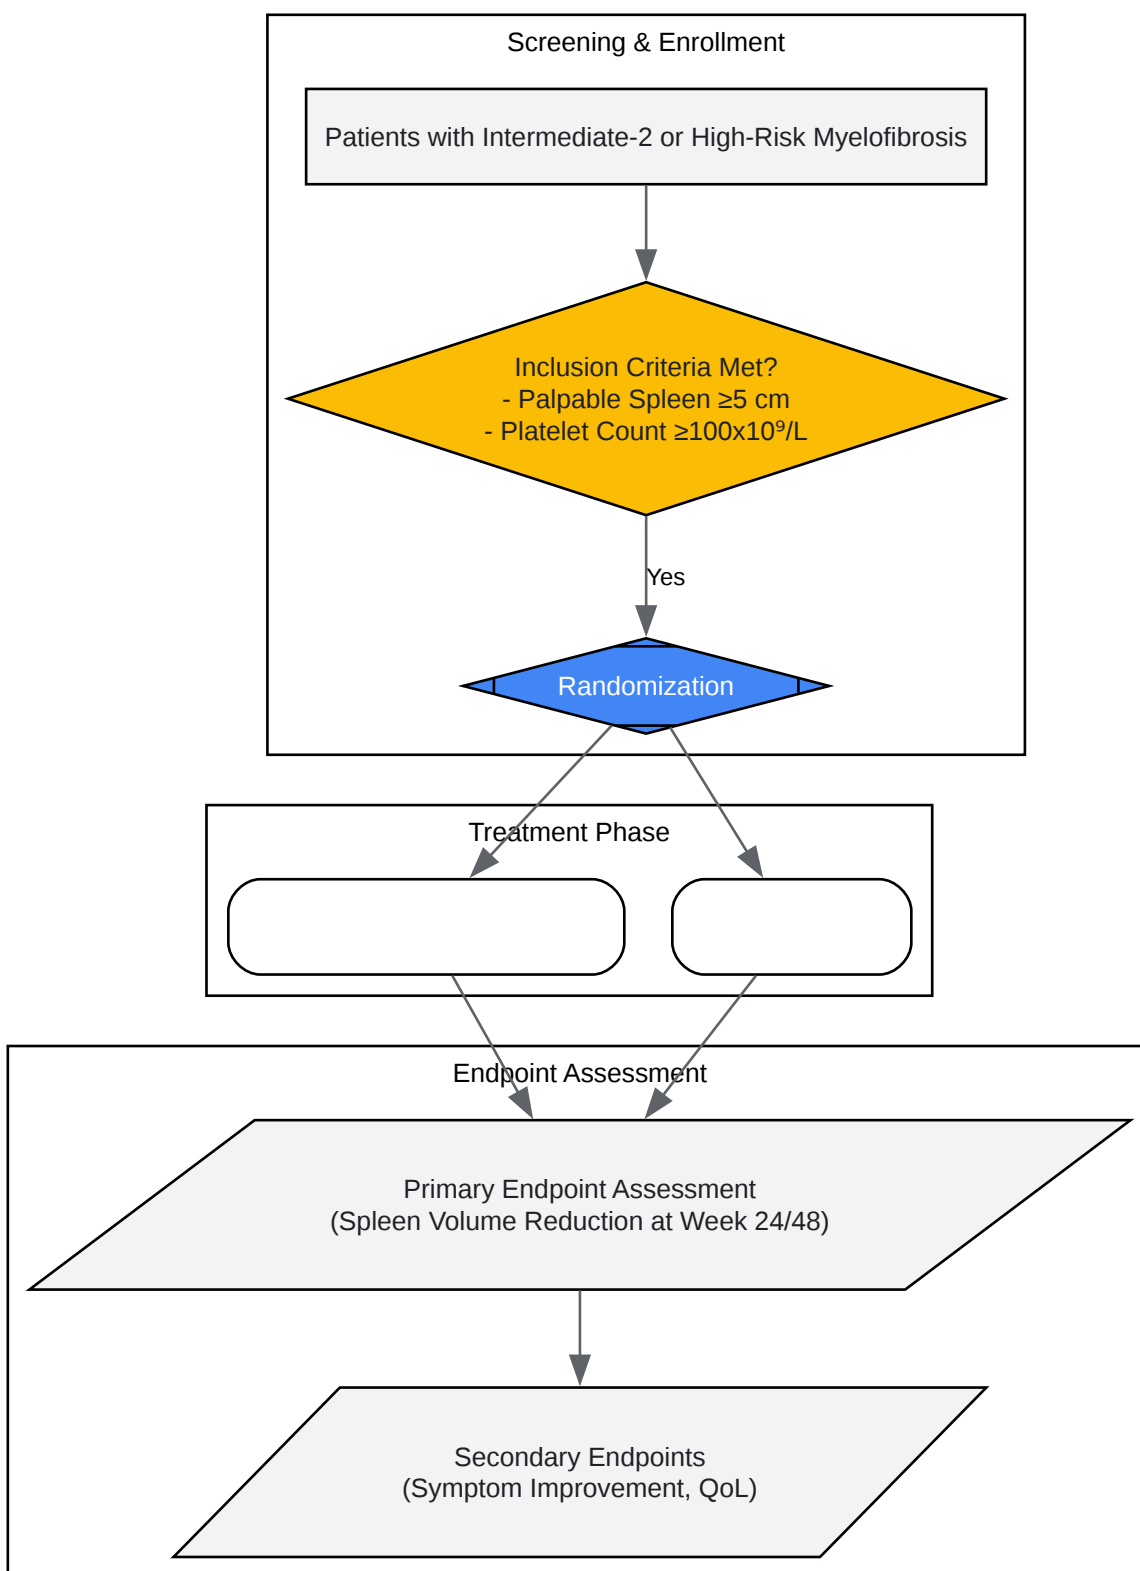 Screening & Enrollment
Patients with Intermediate-2 or High-Risk Myelofibrosis
Inclusion Criteria Met?
- Palpable Spleen ≥5 cm
- Platelet Count ≥100x10⁹/L
Yes
Randomization
Treatment Phase
Endpoint Assessment
Primary Endpoint Assessment
(Spleen Volume Reduction at Week 24/48)
Secondary Endpoints
(Symptom Improvement, QoL)